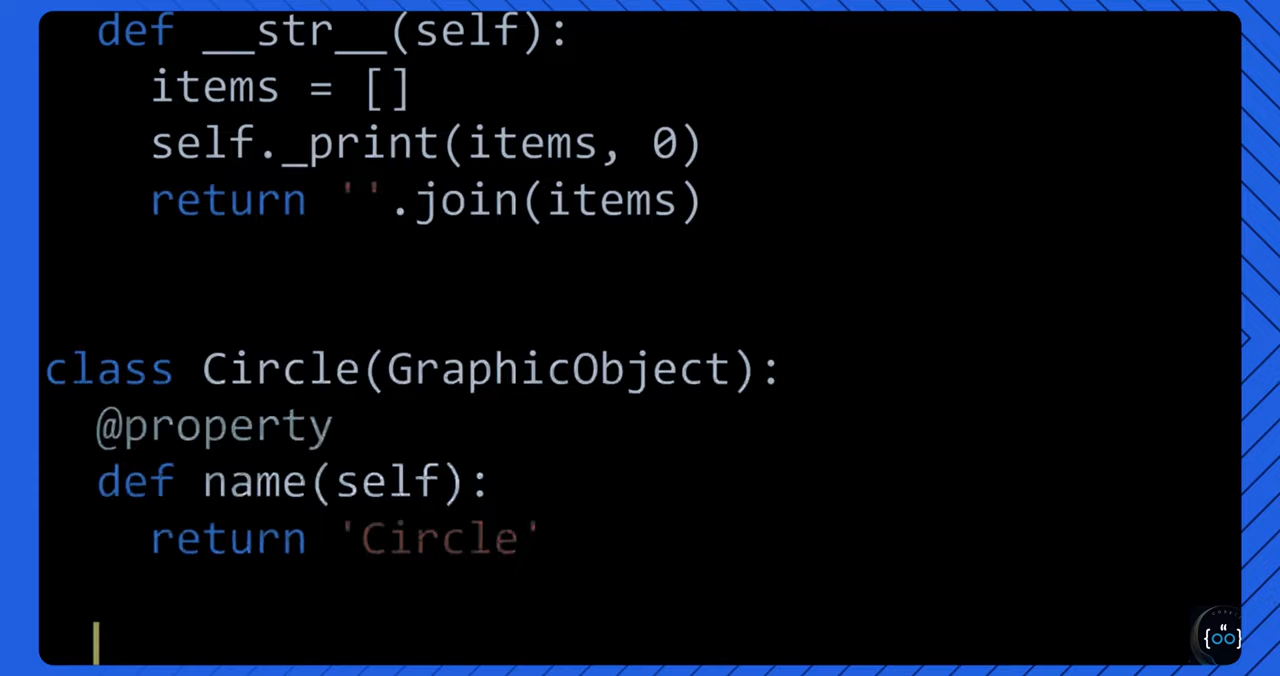 def __str__(self):
items = []
self._print(items, 0)
return ''.join(items)
class Circle(GraphicObject):
@property
def name(self):
return 'Circle'
{oo}